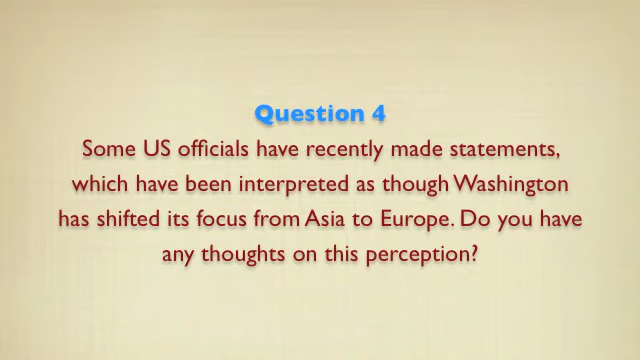 Question 4
Some US officials have recently made statements,
which have been interpreted as though Washington
has shifted its focus from Asia to Europe. Do you have
any thoughts on this perception?